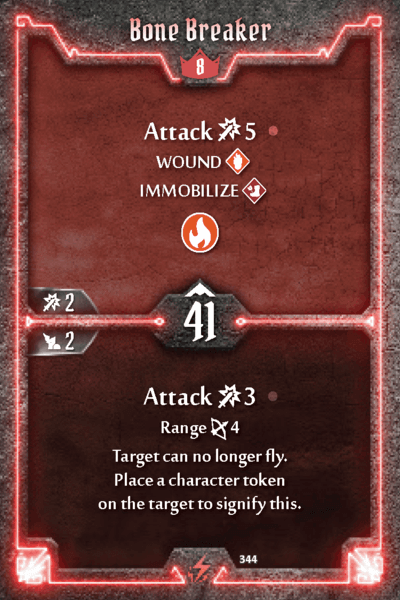 Bone Breaker
8
Attack 5
WOUND
IMMOBILIZE
2
41
2
Attack 3
Range 4
Target can no longer fly.
Place a character token
on the target to signify this.
344